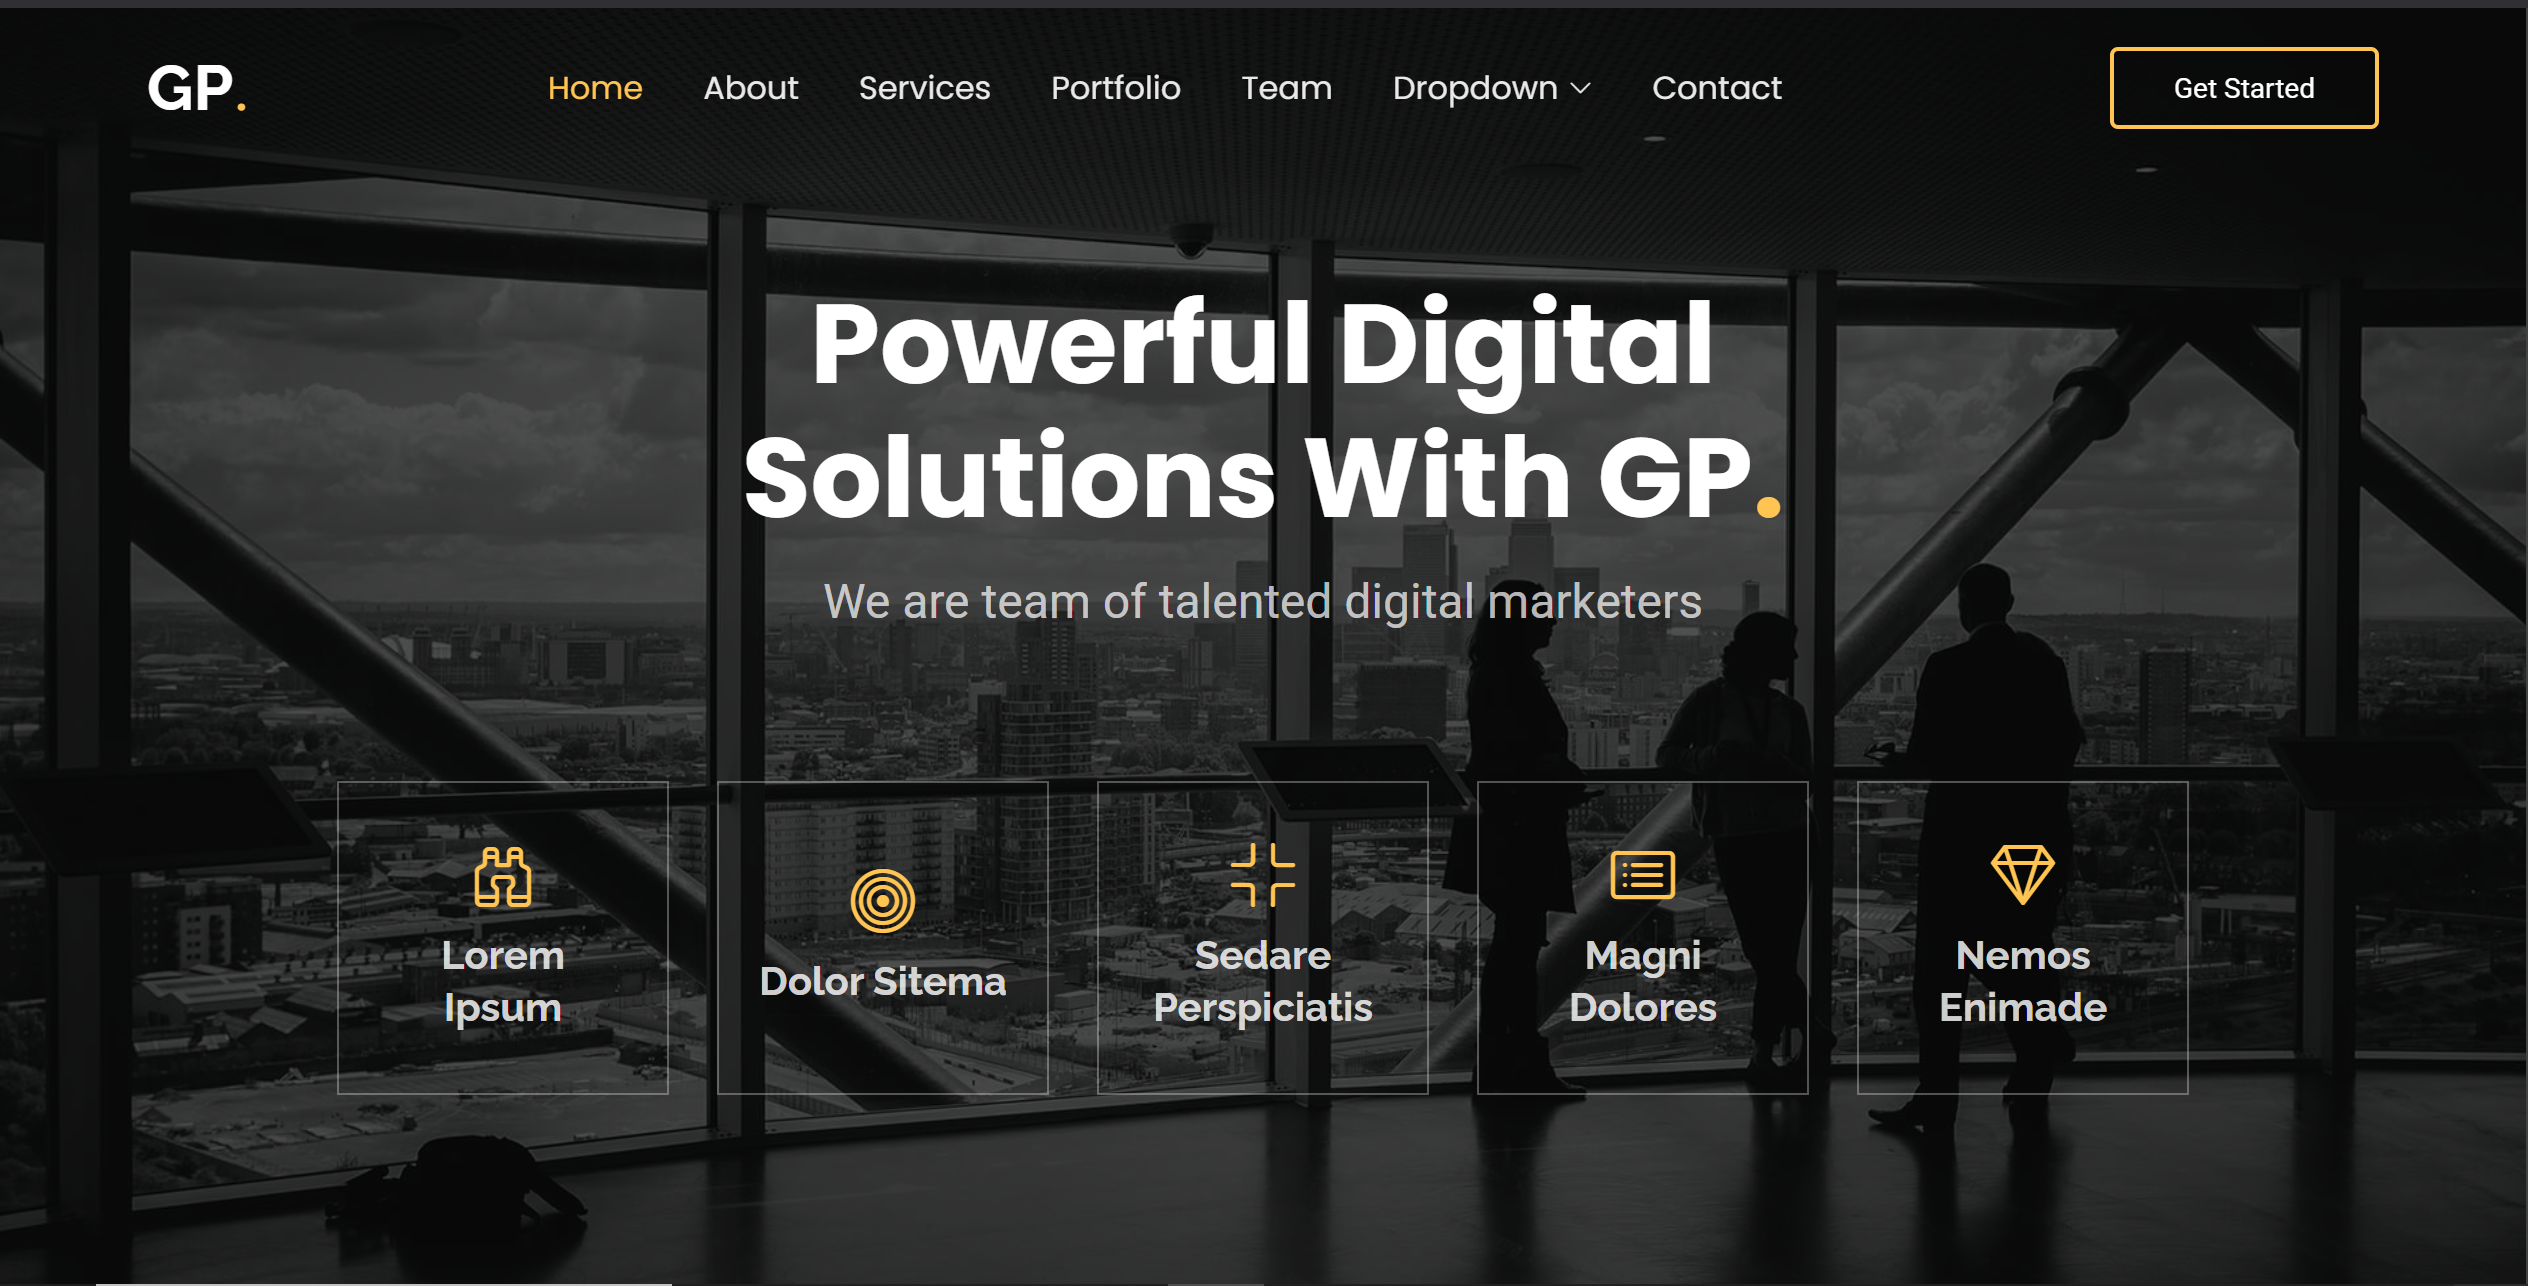 GP.
Home About Services Portfolio Team Dropdown Contact
Get Started
Powerful Digital
Solutions With GP.
We are team of talented digital marketers
Lorem
Ipsum
Dolor Sitema
Sedare
Perspiciatis
Magni
Dolores
Nemos
Enimade